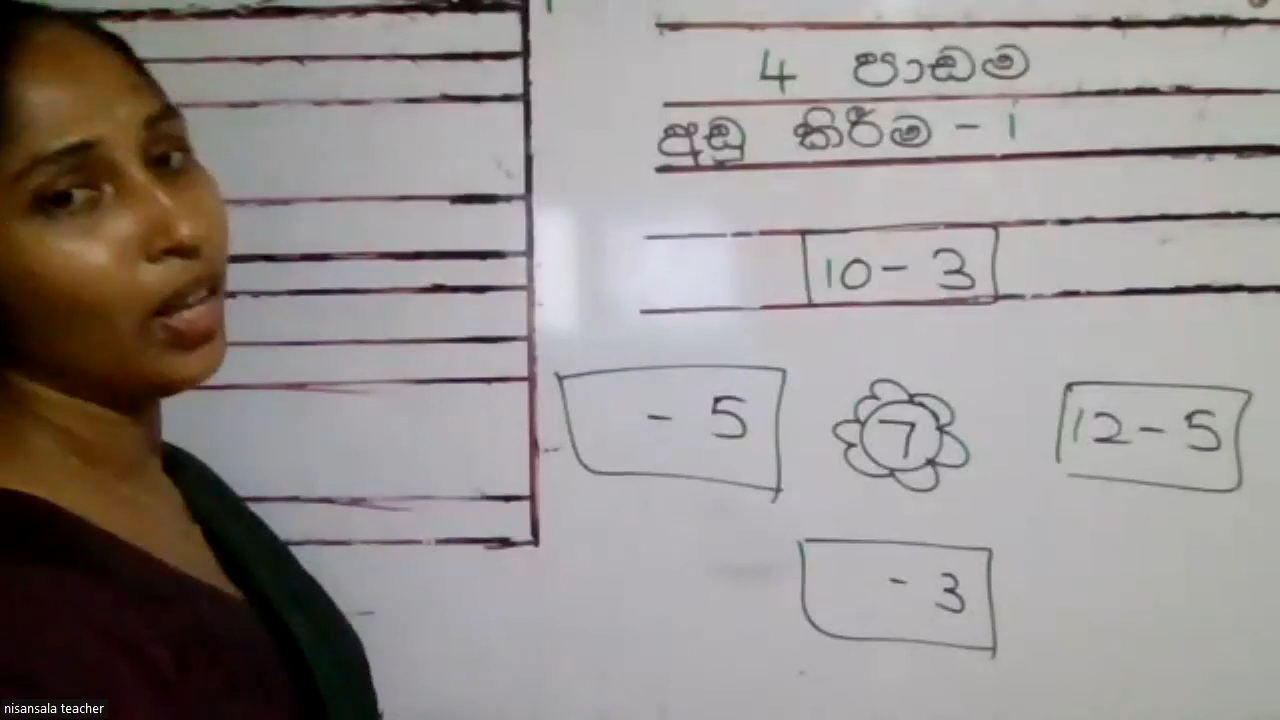 4 පාඩම
අඩු කිරීම - 1
10 - 3
- 5
7
12 - 5
- 3
nisansala teacher